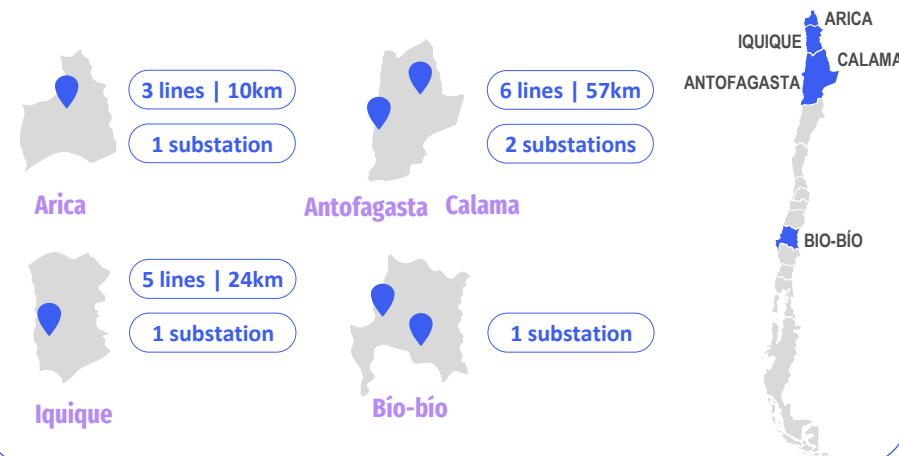 3 lines | 10km
1 substation
Arica
6 lines | 57km
2 substations
Antofagasta Calama
5 lines | 24km
1 substation
Iquique
1 substation
Bío-bío
ARICA
IQUIQUE
CALAMA
ANTOFAGASTA
BIO-BÍO